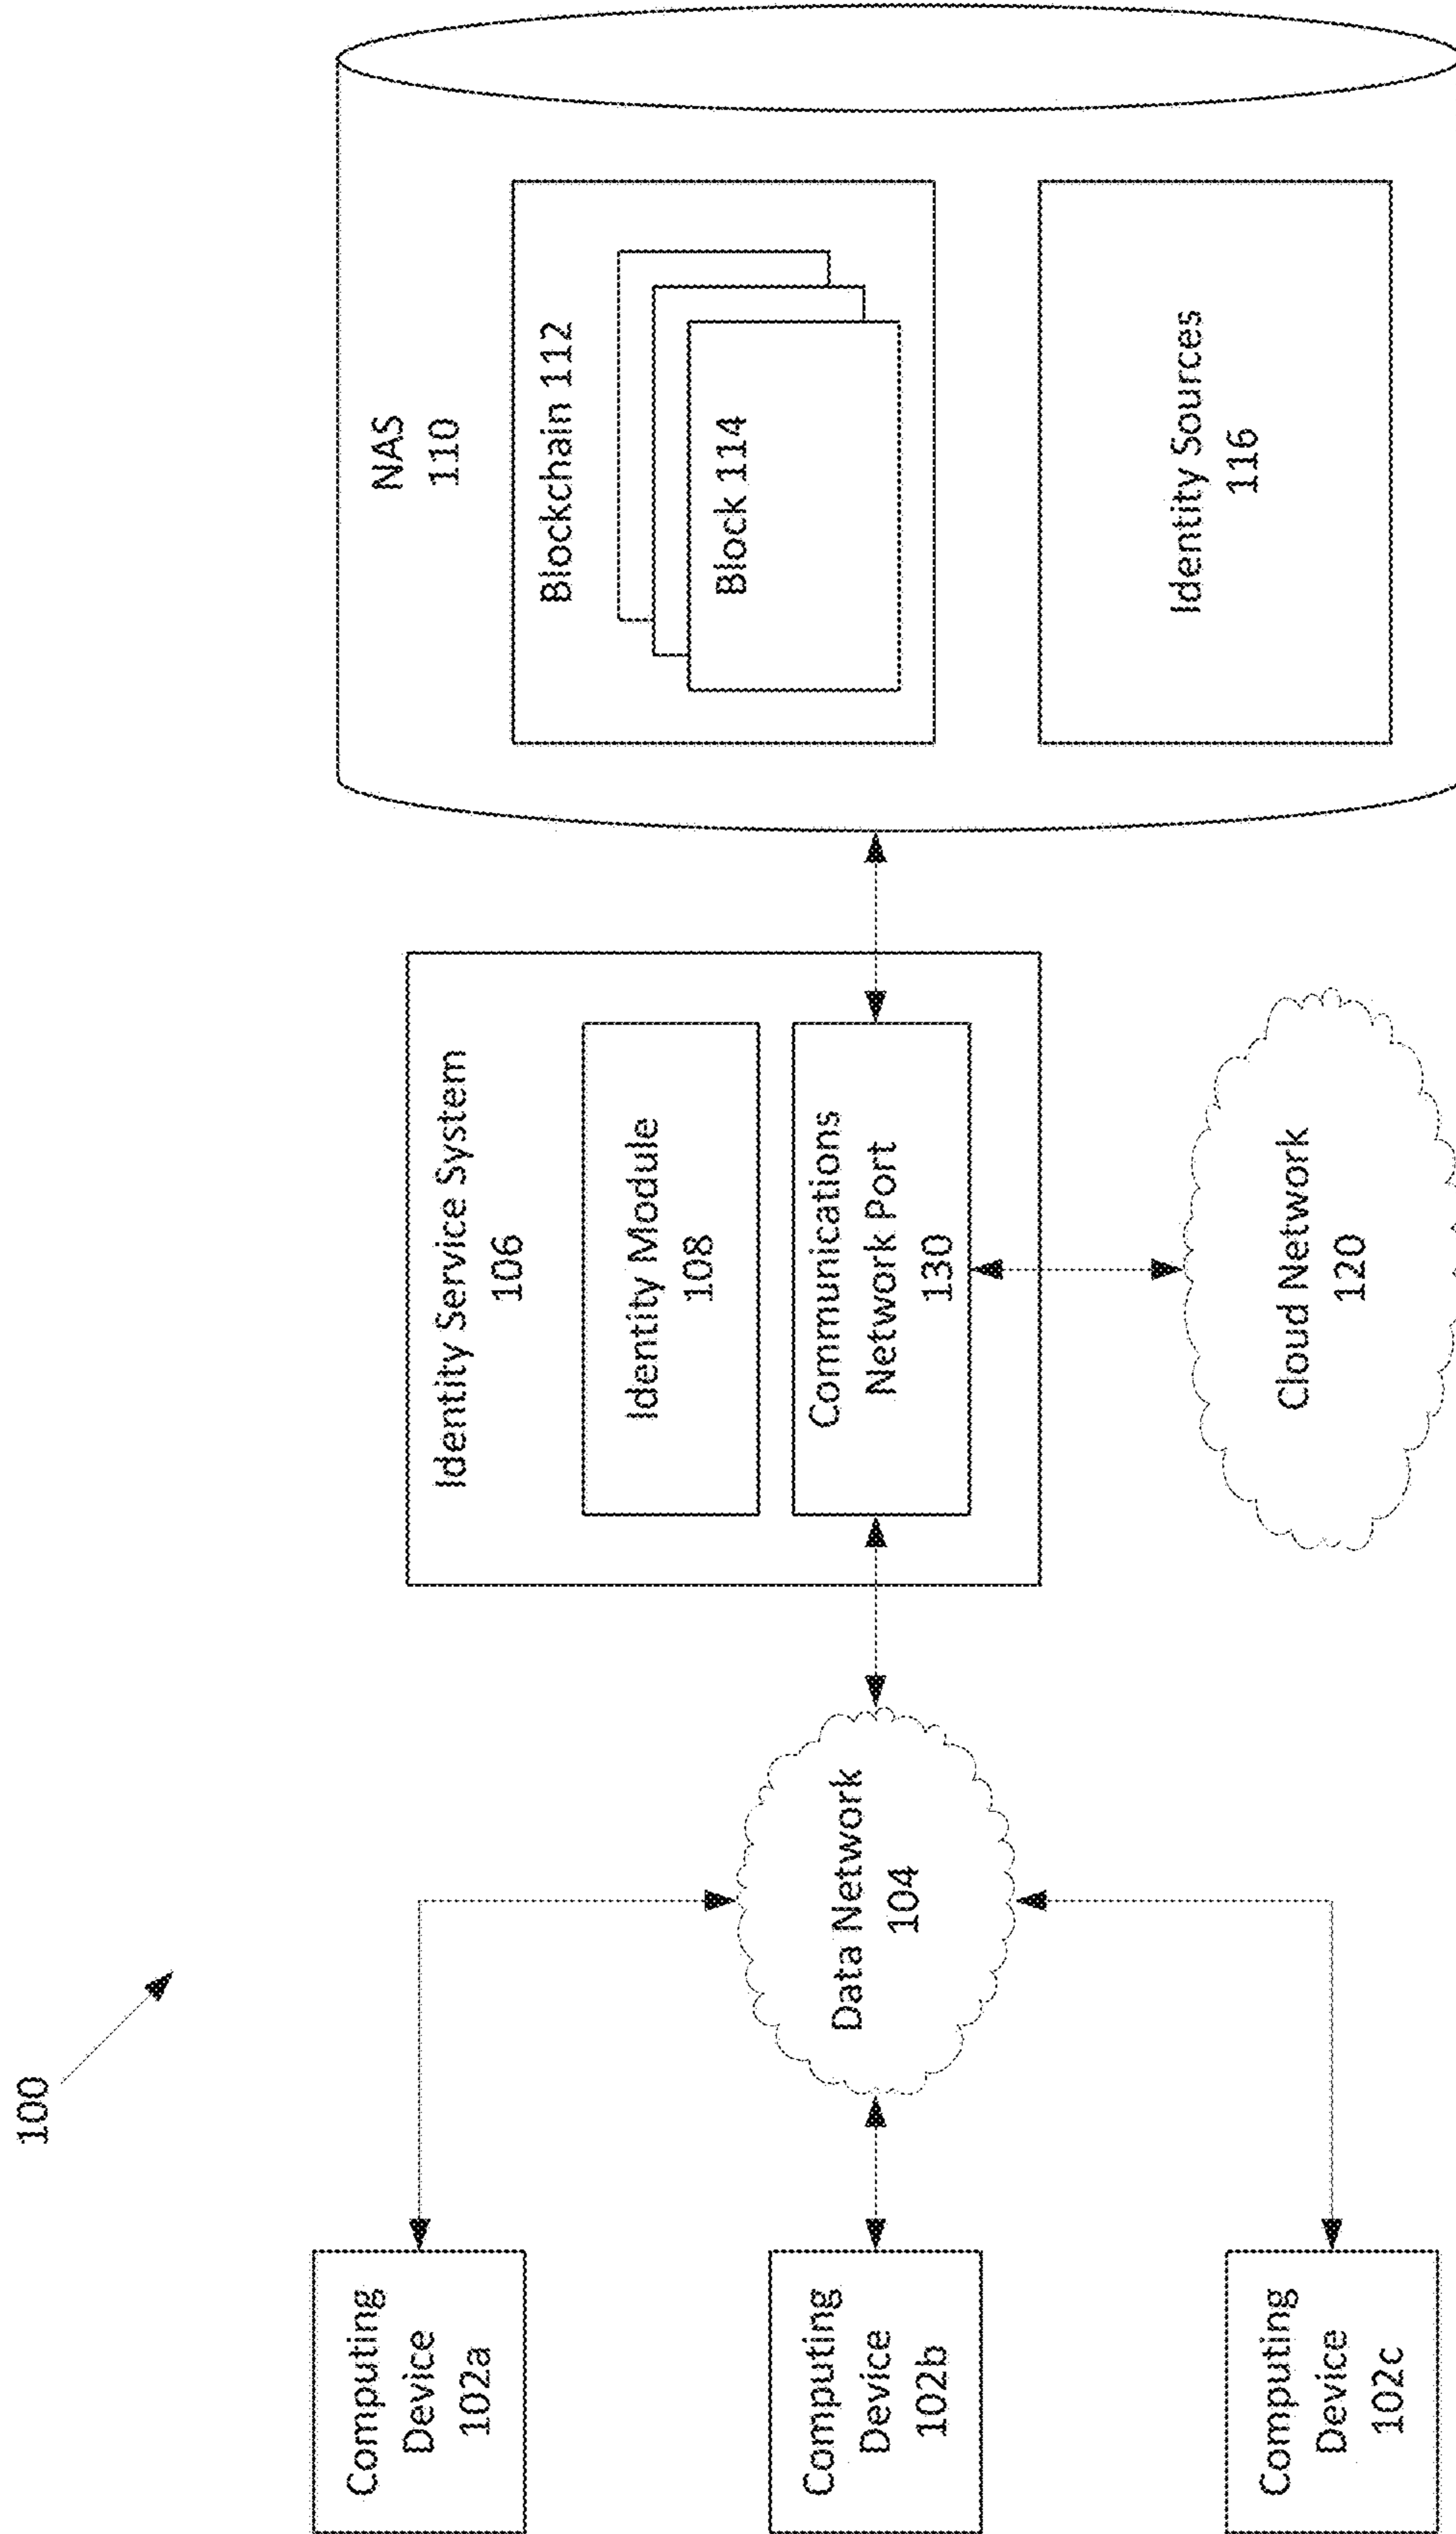 100
Computing
Device
102a
Computing
Device
102b
Computing
Device
102c
Data Network
104
Identity Service System
106
Identity Module
108
Communications
Network Port
130
Cloud Network
120
NAS
110
Blockchain 112
Block 114
Identity Sources
116